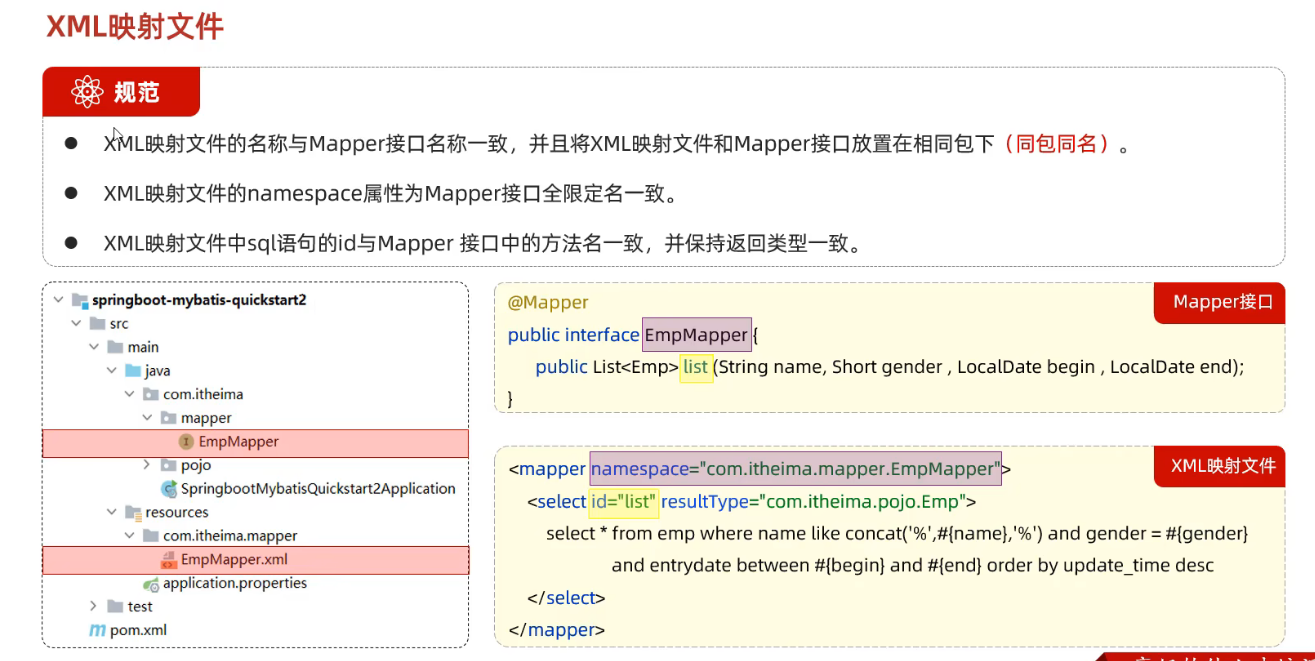 XML映射文件
规范
XML映射文件的名称与Mapper接口名称一致，并且将XML映射文件和Mapper接口放置在相同包下（同包同名）。
XML映射文件的namespace属性为Mapper接口全限定名一致。
XML映射文件中sql语句的id与Mapper 接口中的方法名一致，并保持返回类型一致。
springboot-mybatis-quickstart2
src
main
java
com.itheima
mapper
EmpMapper
pojo
SpringbootMybatisQuickstart2Application
resources
com.itheima.mapper
EmpMapper.xml
application.properties
test
pom.xml
Mapper接口
@Mapper
public interface EmpMapper {
public List<Emp> list (String name, Short gender , LocalDate begin , LocalDate end);
}
XML映射文件
<mapper namespace="com.itheima.mapper.EmpMapper">
<select id="list" resultType="com.itheima.pojo.Emp">
select * from emp where name like concat('%',#{name},'%') and gender = #{gender}
and entrydate between #{begin} and #{end} order by update_time desc
</select>
</mapper>